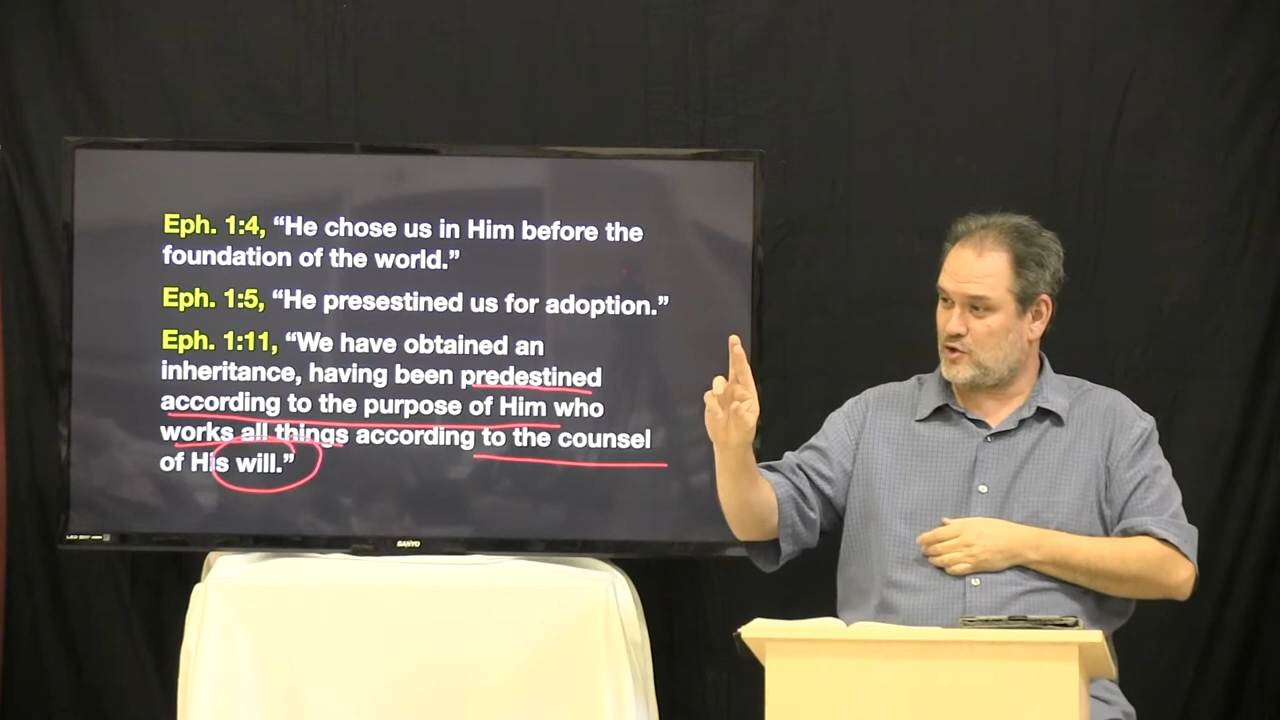 Eph. 1:4, “He chose us in Him before the
foundation of the world.”
Eph. 1:5, “He presestined us for adoption.”
Eph. 1:11, “We have obtained an
inheritance, having been predestined
according to the purpose of Him who
works all things according to the counsel
of His will.”
SANYO